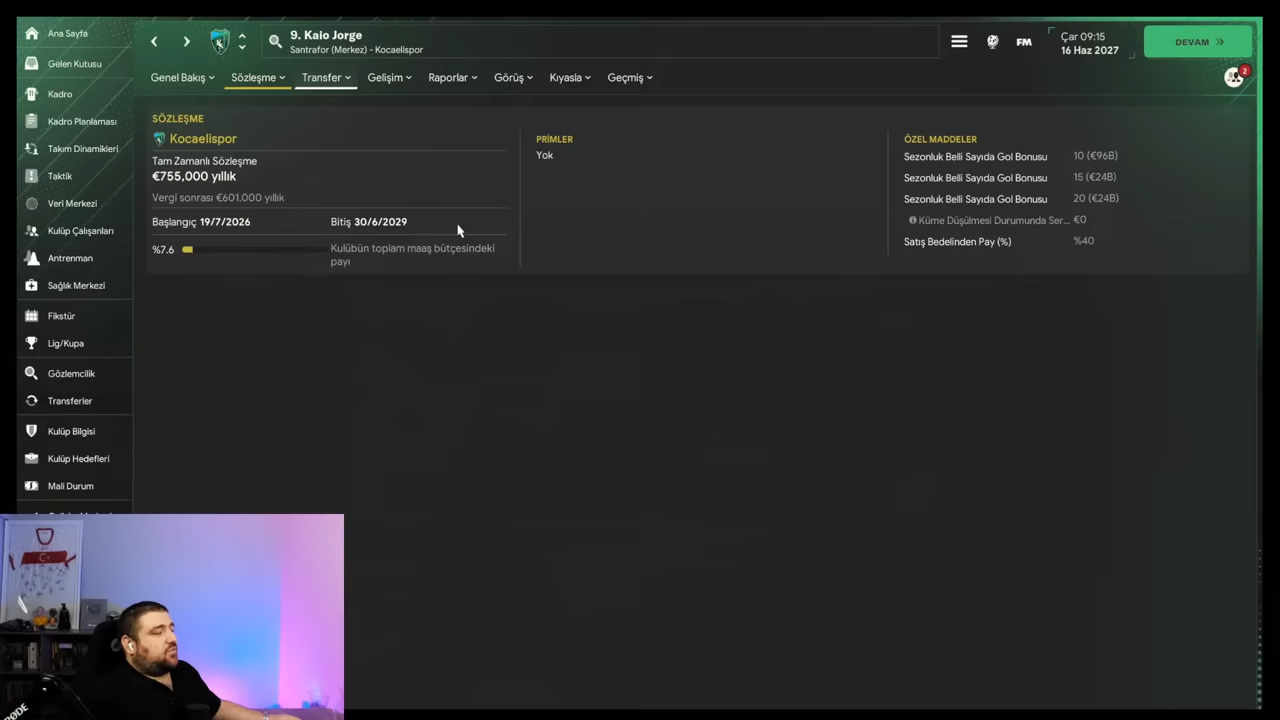 Ana Sayfa
Gelen Kutusu
Kadro
Kadro Planlaması
Takım Dinamikleri
Taktik
Veri Merkezi
Kulüp Çalışanları
Antrenman
Sağlık Merkezi
Fikstür
Lig/Kupa
Gözlemcilik
Transferler
Kulüp Bilgisi
Kulüp Hedefleri
Mali Durum
9. Kaio Jorge
Santrafor (Merkez) - Kocaelispor
FM
Çar 09:15
16 Haz 2027
DEVAM
2
Genel Bakış
Sözleşme
Transfer
Gelişim
Raporlar
Görüş
Kıyasla
Geçmiş
SÖZLEŞME
Kocaelispor
Tam Zamanlı Sözleşme
€755,000 yıllık
Vergi sonrası €601,000 yıllık
Başlangıç 19/7/2026
Bitiş 30/6/2029
%7.6
Kulübün toplam maaş bütçesindeki
payı
PRİMLER
Yok
ÖZEL MADDELER
Sezonluk Belli Sayıda Gol Bonusu 10 (€96B)
Sezonluk Belli Sayıda Gol Bonusu 15 (€24B)
Sezonluk Belli Sayıda Gol Bonusu 20 (€24B)
Küme Düşülmesi Durumunda Ser... €0
Satış Bedelinden Pay (%) %40
RØDE